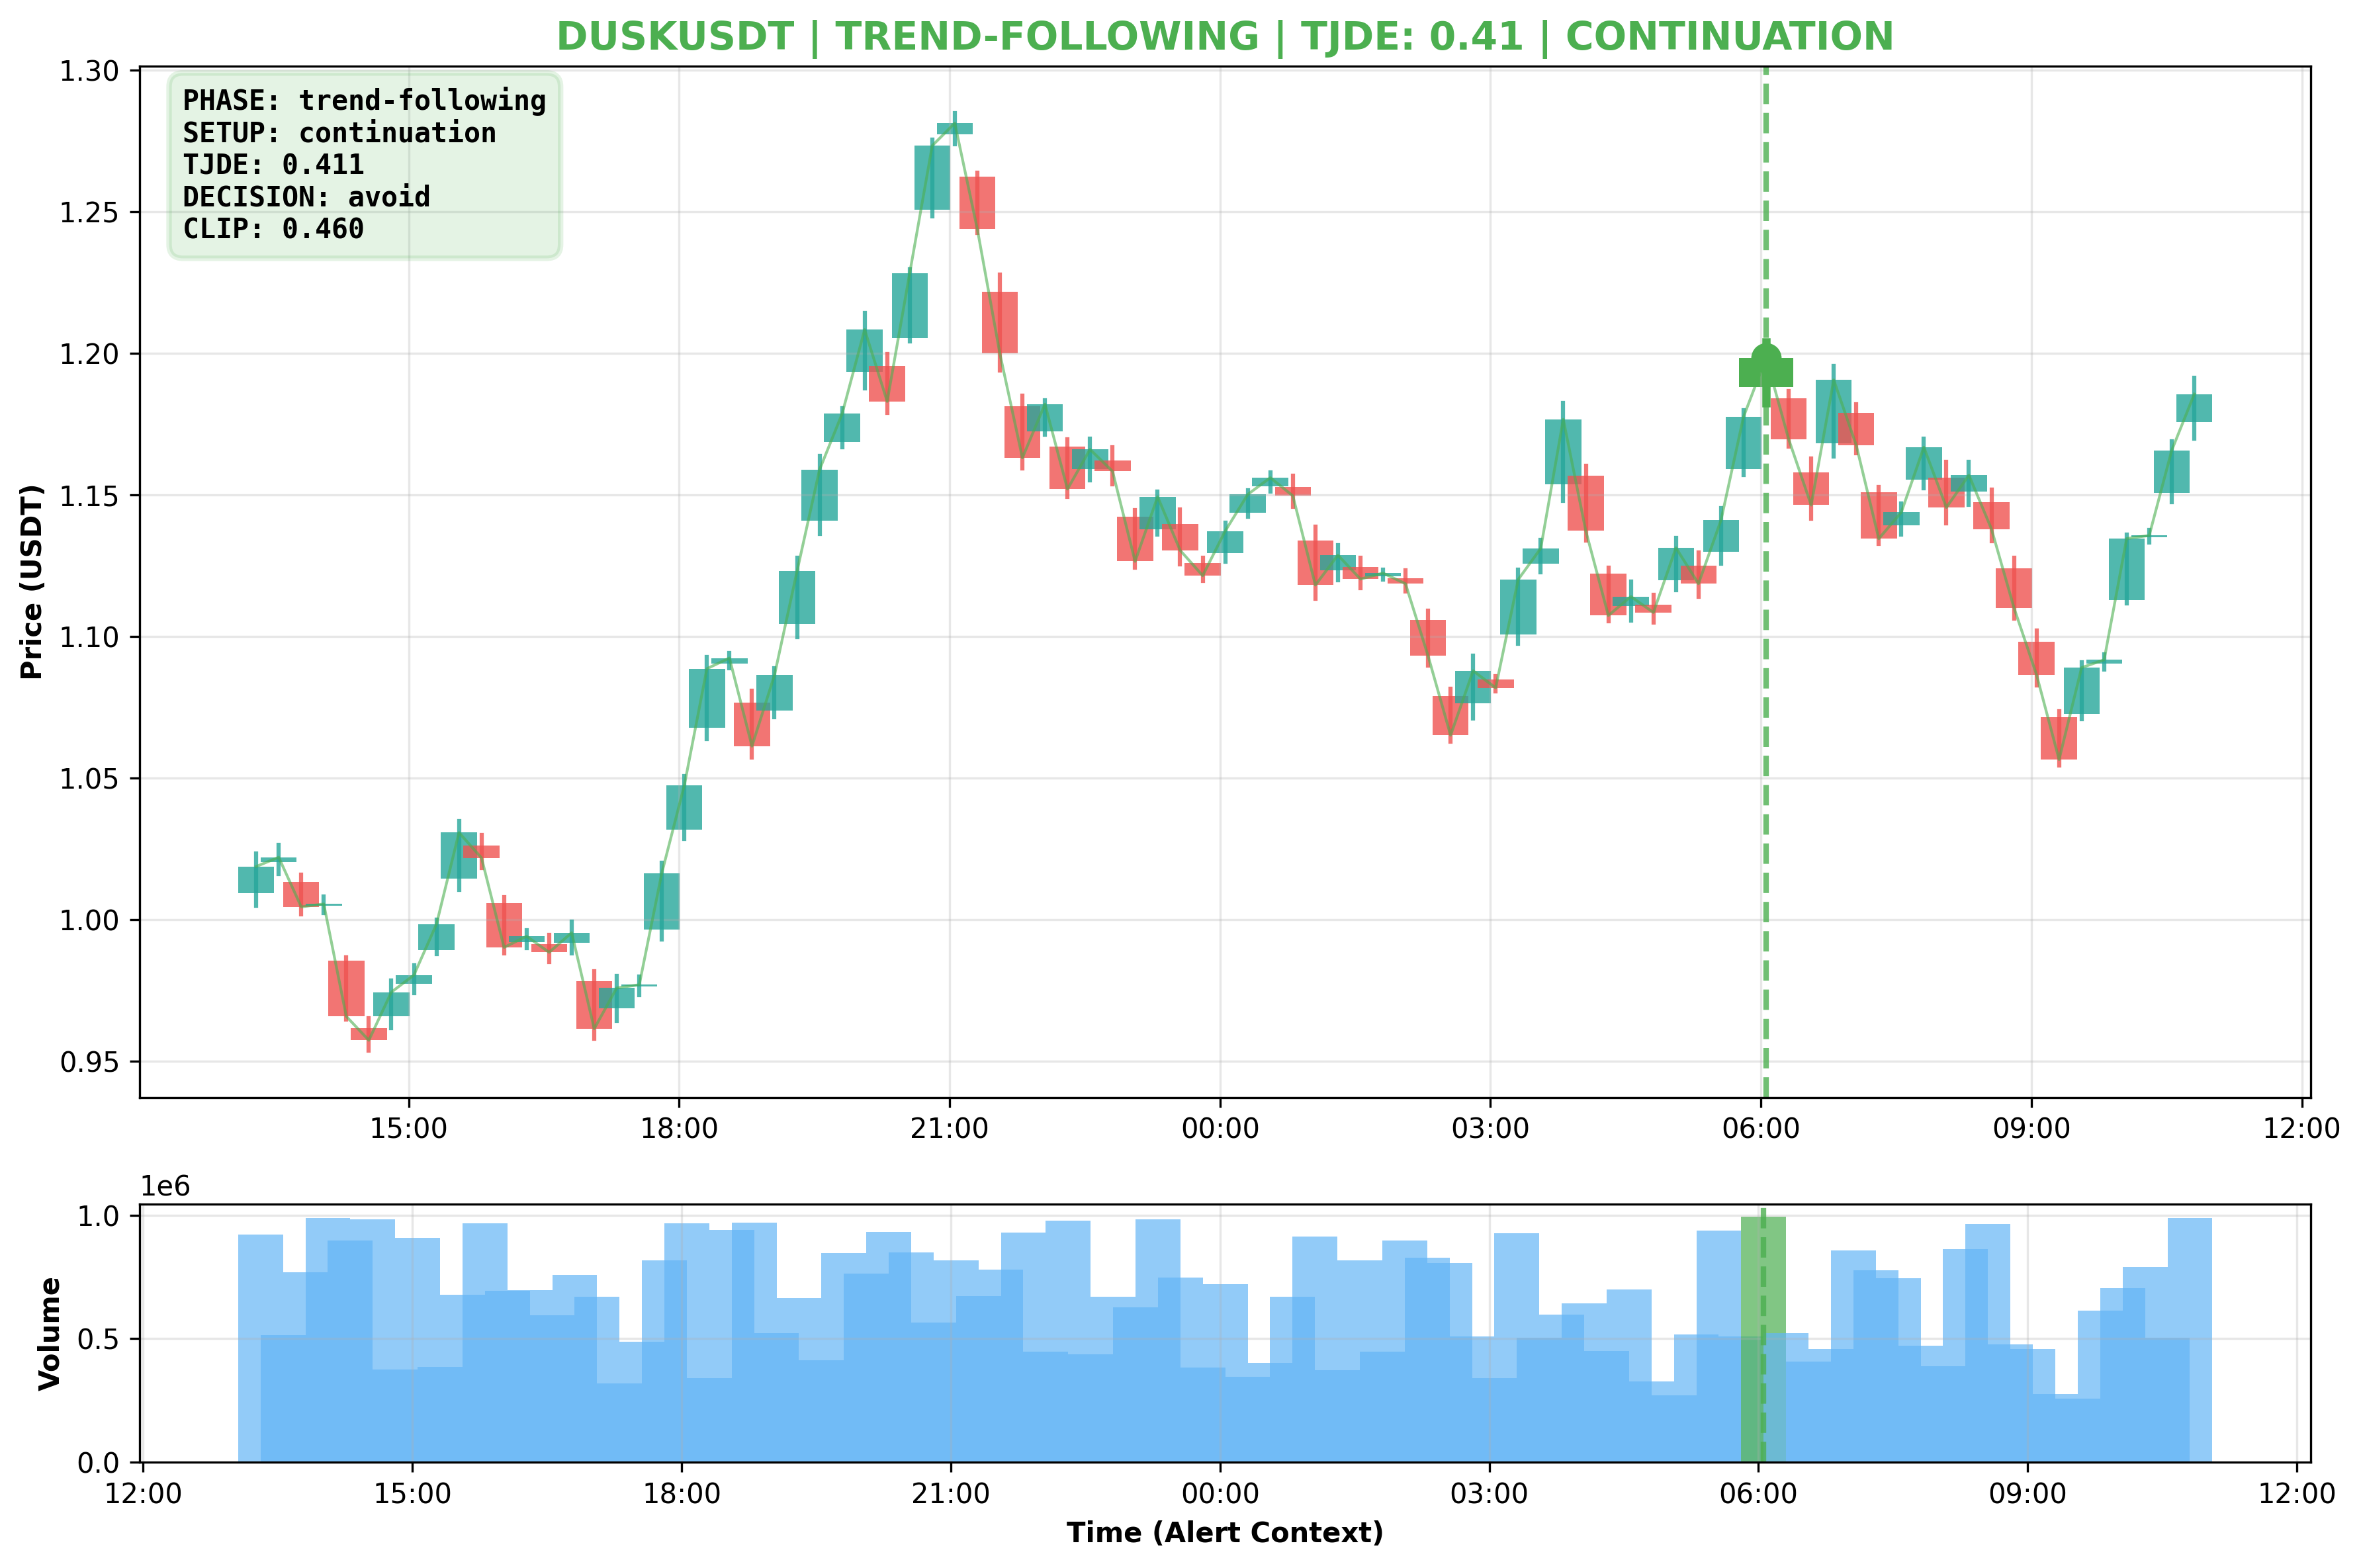 DUSKUSDT | TREND-FOLLOWING | TJDE: 0.41 | CONTINUATION
PHASE: trend-following
SETUP: continuation
TJDE: 0.411
DECISION: avoid
CLIP: 0.460
Price (USDT)
1.30
1.25
1.20
1.15
1.10
1.05
1.00
0.95
15:00 18:00 21:00 00:00 03:00 06:00 09:00 12:00
1e6
Volume
1.0
0.5
0.0
12:00 15:00 18:00 21:00 00:00 03:00 06:00 09:00 12:00
Time (Alert Context)